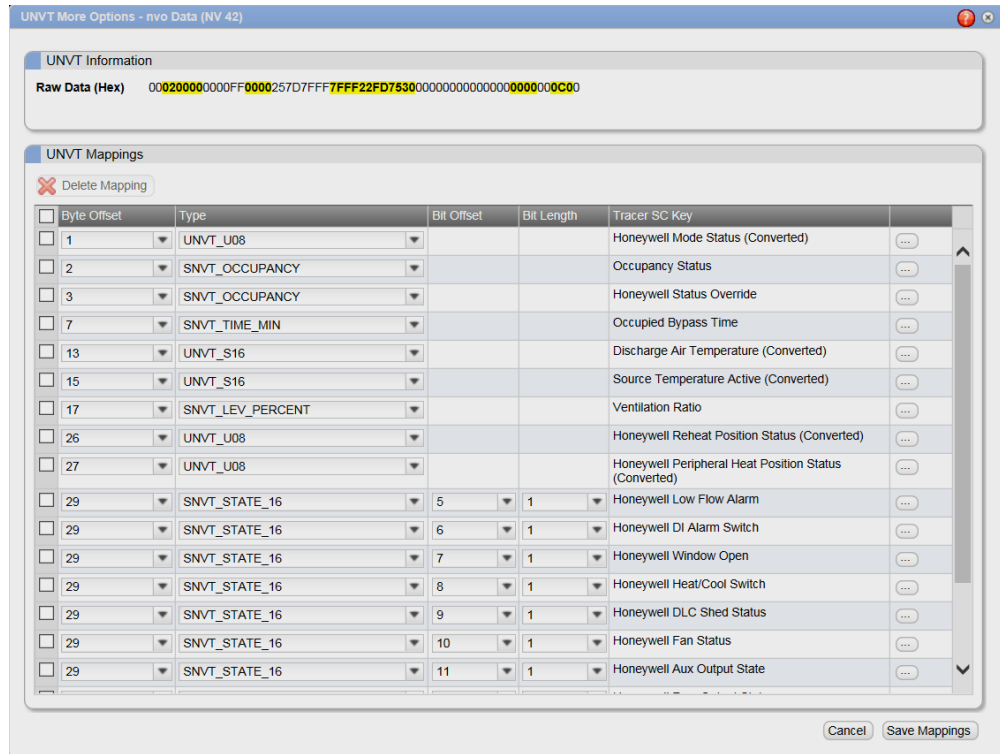 UNVT More Options - nvo Data (NV 42)
UNVT Information
Raw Data (Hex) 00020000000FF0000257D7FFF7FFF22FD753000000000000000000000000C00
UNVT Mappings
Delete Mapping
Byte Offset Type Bit Offset Bit Length Tracer SC Key
1 UNVT_U08 Honeywell Mode Status (Converted) ...
2 SNVT_OCCUPANCY Occupancy Status ...
3 SNVT_OCCUPANCY Honeywell Status Override ...
7 SNVT_TIME_MIN Occupied Bypass Time ...
13 UNVT_S16 Discharge Air Temperature (Converted) ...
15 UNVT_S16 Source Temperature Active (Converted) ...
17 SNVT_LEV_PERCENT Ventilation Ratio ...
26 UNVT_U08 Honeywell Reheat Position Status (Converted) ...
27 UNVT_U08 Honeywell Peripheral Heat Position Status
(Converted) ...
29 SNVT_STATE_16 5 1 Honeywell Low Flow Alarm ...
29 SNVT_STATE_16 6 1 Honeywell DI Alarm Switch ...
29 SNVT_STATE_16 7 1 Honeywell Window Open ...
29 SNVT_STATE_16 8 1 Honeywell Heat/Cool Switch ...
29 SNVT_STATE_16 9 1 Honeywell DLC Shed Status ...
29 SNVT_STATE_16 10 1 Honeywell Fan Status ...
29 SNVT_STATE_16 11 1 Honeywell Aux Output State ...
Cancel Save Mappings